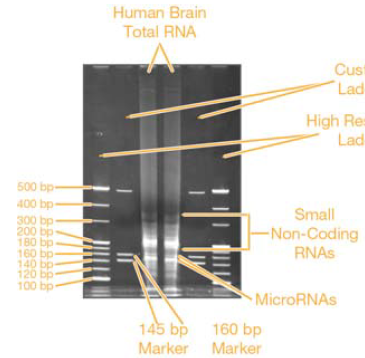 Human Brain
Total RNA
Cust
Lad
High Res
Lad
500 bp
400 bp
300 bp
200 bp
180 bp
160 bp
140 bp
120 bp
100 bp
Small
Non-Coding
RNAs
MicroRNAs
145 bp
Marker
160 bp
Marker